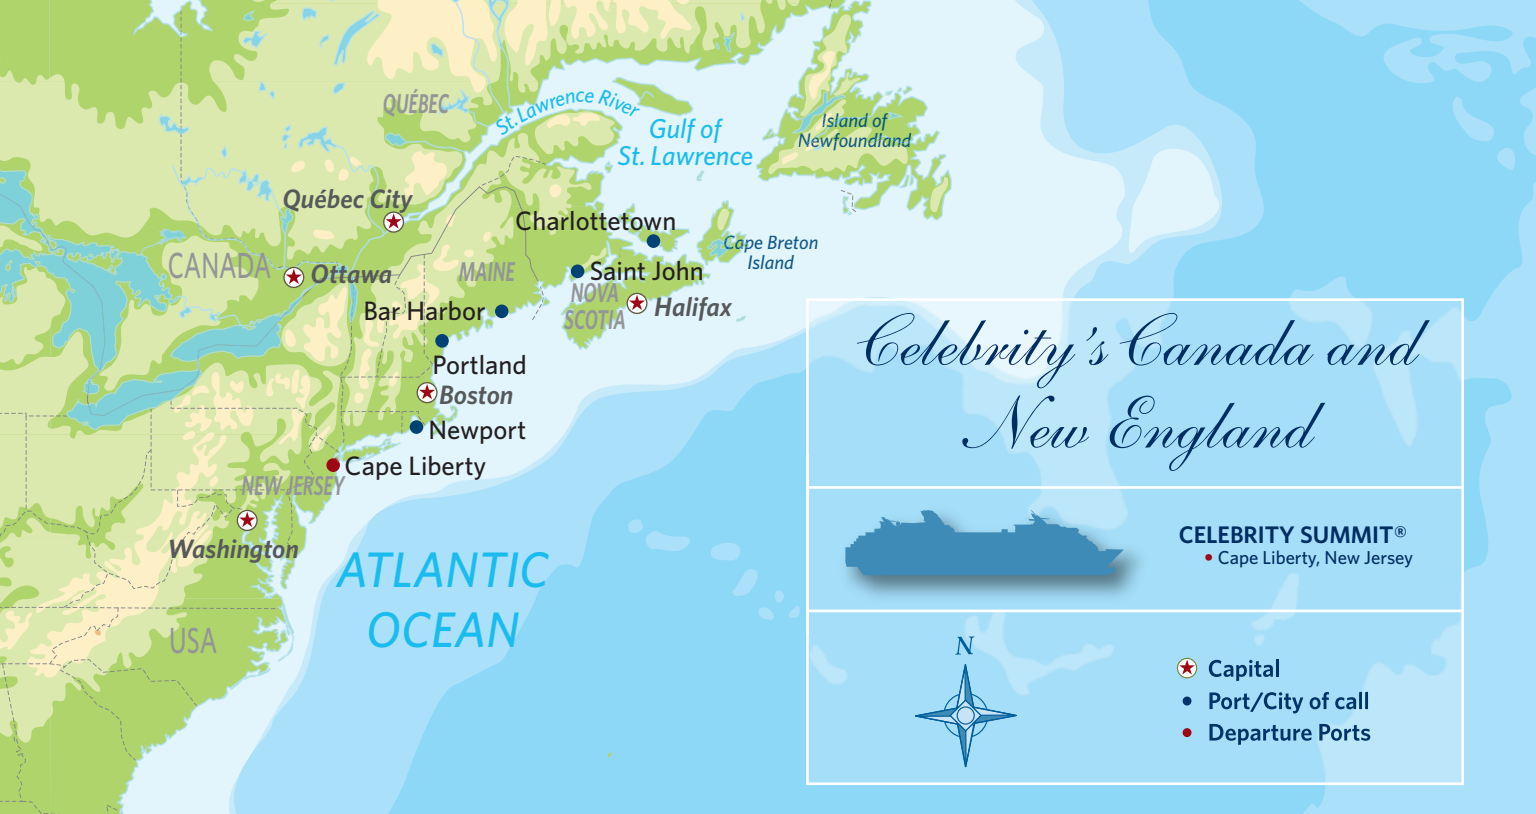 QUÉBEC
St. Lawrence River
Gulf of
St. Lawrence
Island of
Newfoundland
Québec City
Charlottetown
Cape Breton
Island
CANADA
Ottawa
MAINE
Saint John
NOVA
SCOTIA
Halifax
Bar Harbor
Portland
Boston
Newport
Cape Liberty
NEW JERSEY
Washington
ATLANTIC
OCEAN
USA
Celebrity's Canada and
New England
CELEBRITY SUMMIT®
• Cape Liberty, New Jersey
N
Capital
Port/City of call
Departure Ports